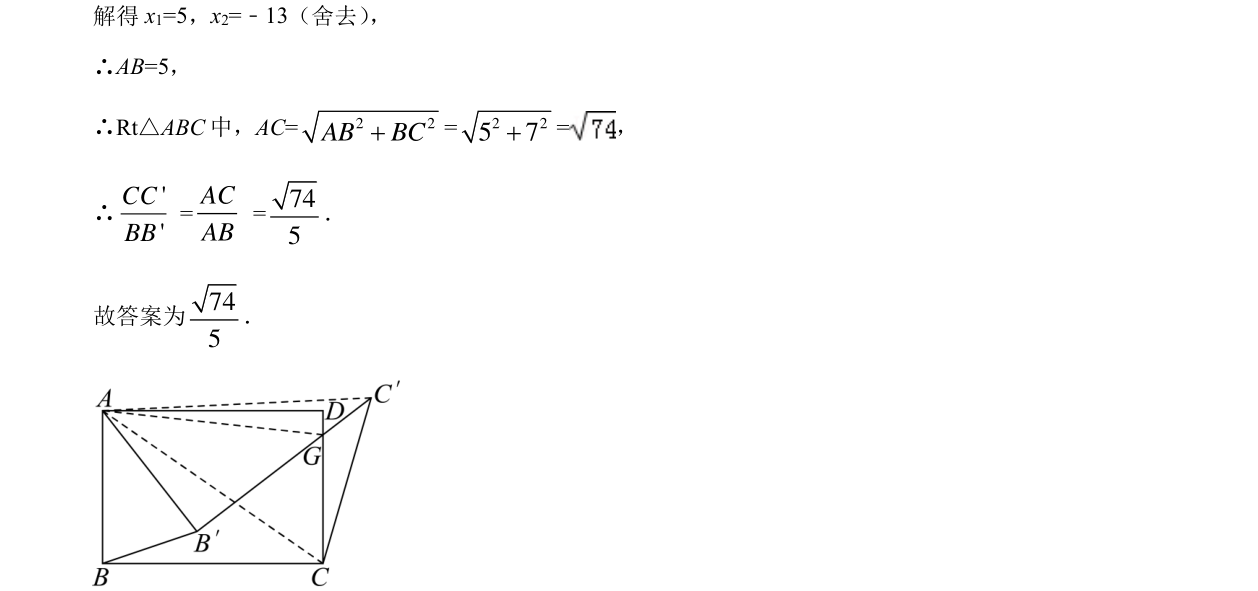 解得 x₁=5，x₂=﹣13（舍去），
∴AB=5，
∴Rt△ABC 中，AC=√(AB²+BC²)=√(5²+7²)=√74，
∴CC'/BB'=AC/AB=√74/5.
故答案为√74/5.
A
D
C'
G
B'
B
C